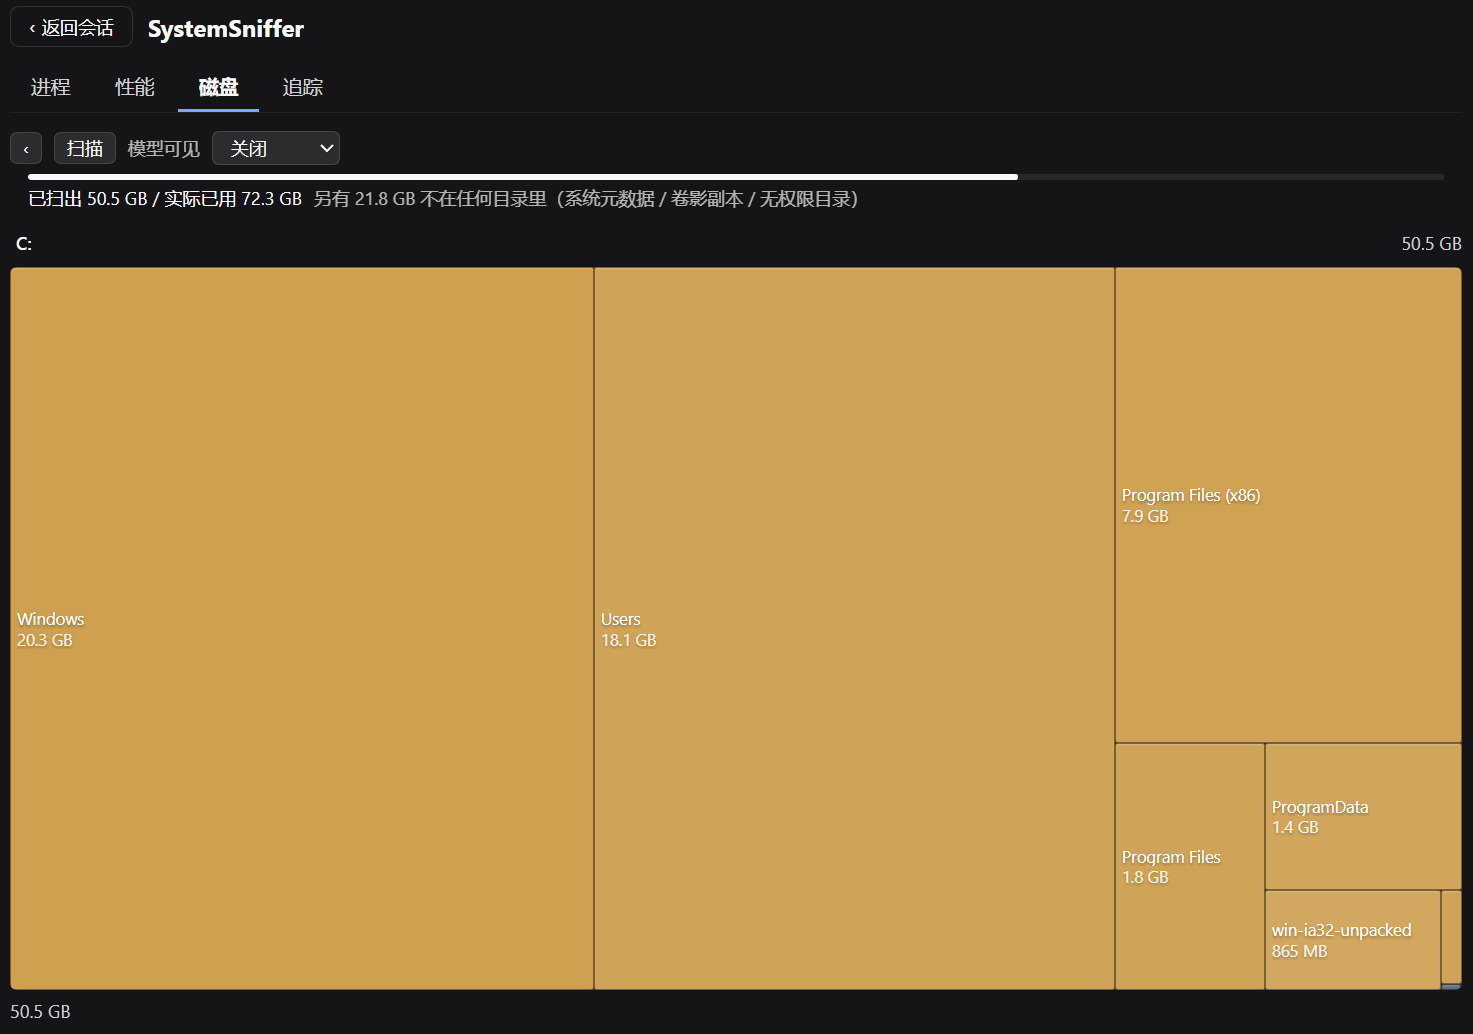 ‹ 返回会话 SystemSniffer
进程 性能 磁盘 追踪
‹ 扫描 模型可见 关闭
已扫出 50.5 GB / 实际已用 72.3 GB 另有 21.8 GB 不在任何目录里（系统元数据 / 卷影副本 / 无权限目录）
C: 50.5 GB
Program Files (x86)
7.9 GB
Windows
20.3 GB
Users
18.1 GB
ProgramData
1.4 GB
Program Files
1.8 GB
win-ia32-unpacked
865 MB
50.5 GB